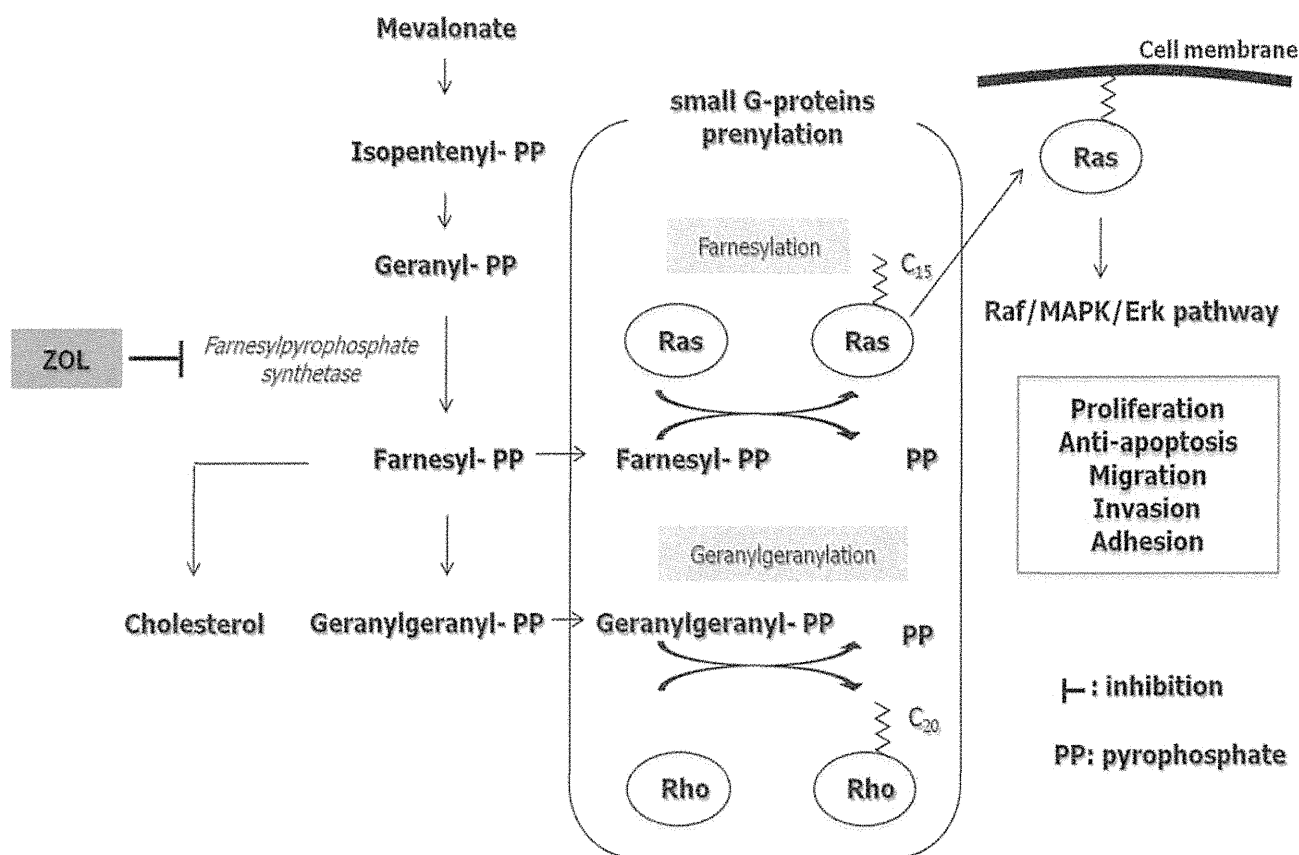 Mevalonate
Cell membrane
small G-proteins
prenylation
Isopentenyl- PP
Ras
Farnesylation
Geranyl- PP
C15
Raf/MAPK/Erk pathway
ZOL
Farnesylpyrophosphate
synthetase
Ras
Ras
Proliferation
Anti-apoptosis
Migration
Invasion
Adhesion
Farnesyl- PP
Farnesyl- PP
PP
Geranylgeranylation
Cholesterol
Geranylgeranyl- PP
Geranylgeranyl- PP
PP
: inhibition
C20
PP: pyrophosphate
Rho
Rho